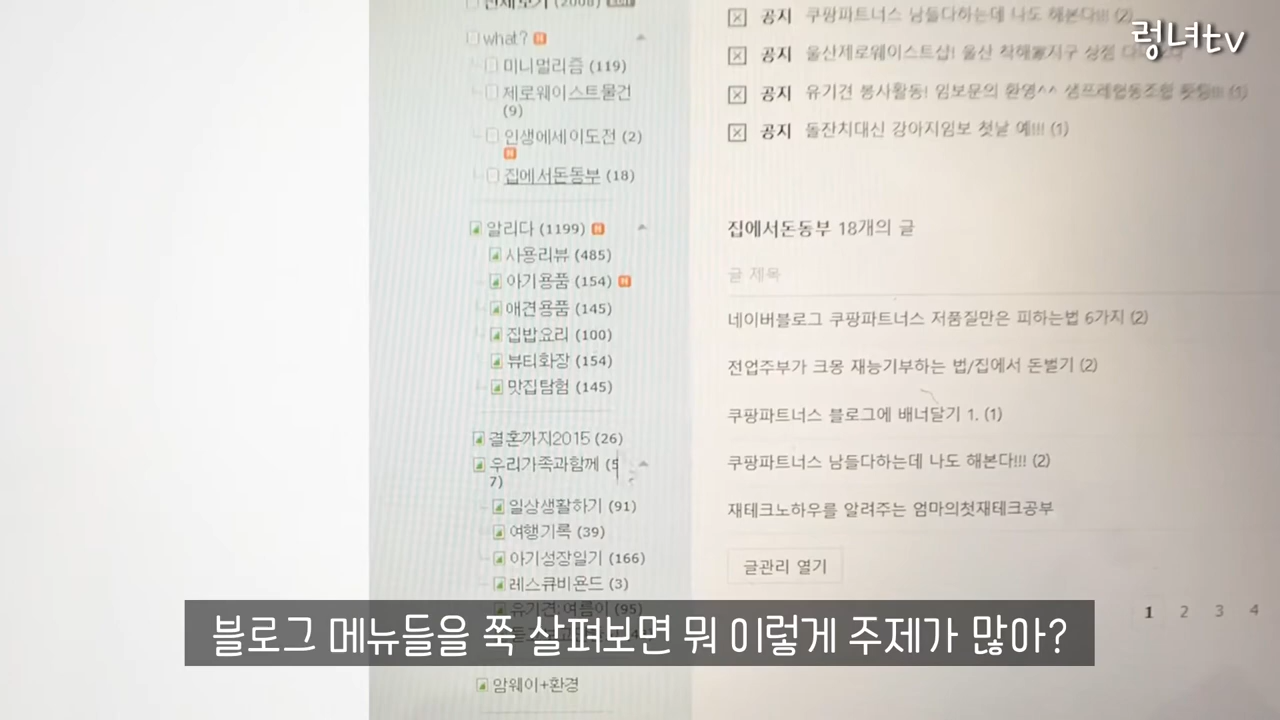 전체보기 (2008)
what?
미니멀리즘 (119)
제로웨이스트물건
(9)
인생에세이도전 (2)
집에서돈동부 (18)
알리다 (1199)
사용리뷰 (485)
아기용품 (154)
애견용품 (145)
집밥요리 (100)
뷰티화장 (154)
맛집탐험 (145)
결혼까지2015 (26)
우리가족과함께 (5
7)
일상생활하기 (91)
여행기록 (39)
아기성장일기 (166)
레스큐비욘드 (3)
유기견·여름이 (95)
암웨이+환경
렁녀tv
공지 쿠팡파트너스 남들다하는데 나도 해본다!!! (2)
공지 울산제로웨이스트샵! 울산 착해家지구 상점
공지 유기견 봉사활동! 임보문의 환영^^
공지 돌잔치대신 강아지임보 첫날 예!!! (1)
집에서돈동부 18개의 글
글 제목
네이버블로그 쿠팡파트너스 저품질만은 피하는법 6가지 (2)
전업주부가 크몽 재능기부하는 법/집에서 돈벌기 (2)
쿠팡파트너스 블로그에 배너달기 1. (1)
쿠팡파트너스 남들다하는데 나도 해본다!!! (2)
재테크노하우를 알려주는 엄마의첫재테크공부
글관리 열기
1 2 3 4
블로그 메뉴들을 쭉 살펴보면 뭐 이렇게 주제가 많아?